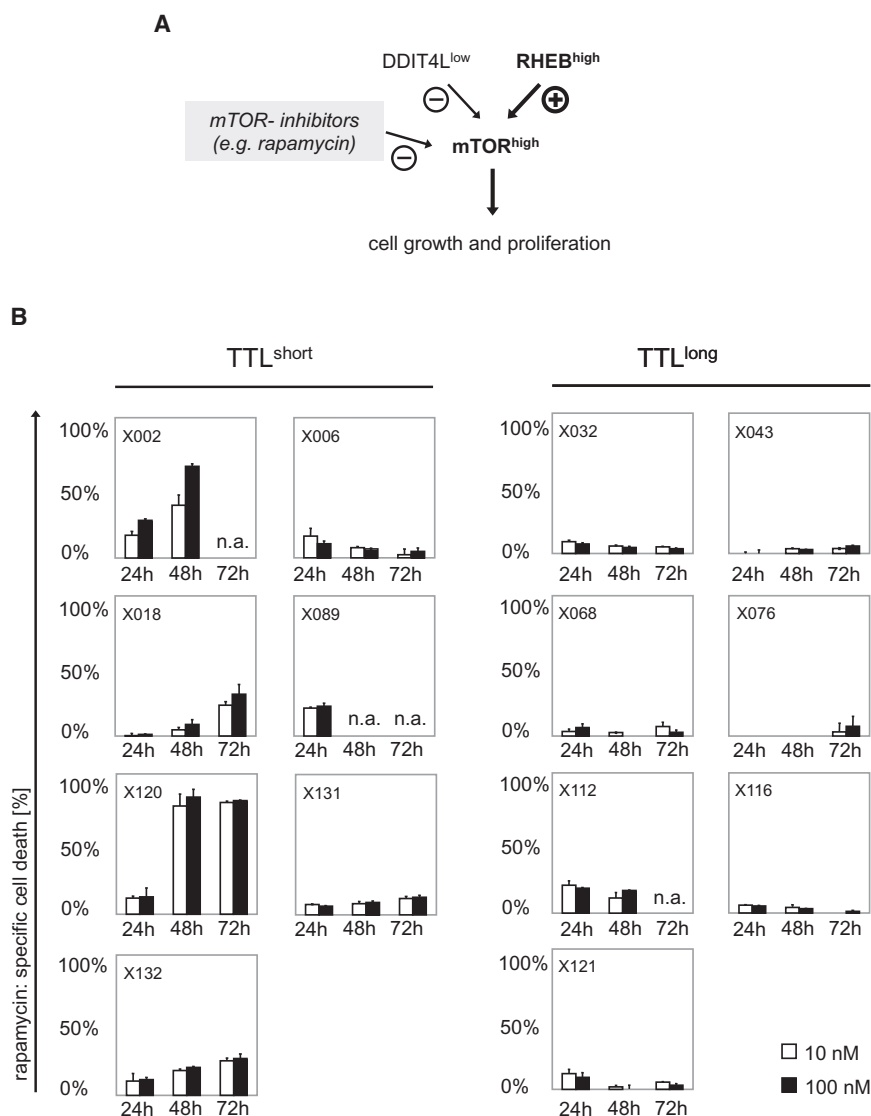 A
DDIT4L^low RHEB^high
− +
mTOR- inhibitors
(e.g. rapamycin)
− mTOR^high
cell growth and proliferation
B
TTL^short TTL^long
rapamycin: specific cell death [%]
100% X002 X006 100% X032 X043
50% 50%
n.a.
0% 0%
24h 48h 72h 24h 48h 72h 24h 48h 72h 24h 48h 72h
100% X018 X089 100% X068 X076
50% 50%
n.a. n.a.
0% 0%
24h 48h 72h 24h 48h 72h 24h 48h 72h 24h 48h 72h
100% X120 X131 100% X112 X116
50% 50%
n.a.
0% 0%
24h 48h 72h 24h 48h 72h 24h 48h 72h 24h 48h 72h
100% X132 100% X121
50% 50%
10 nM
0% 0% 100 nM
24h 48h 72h 24h 48h 72h